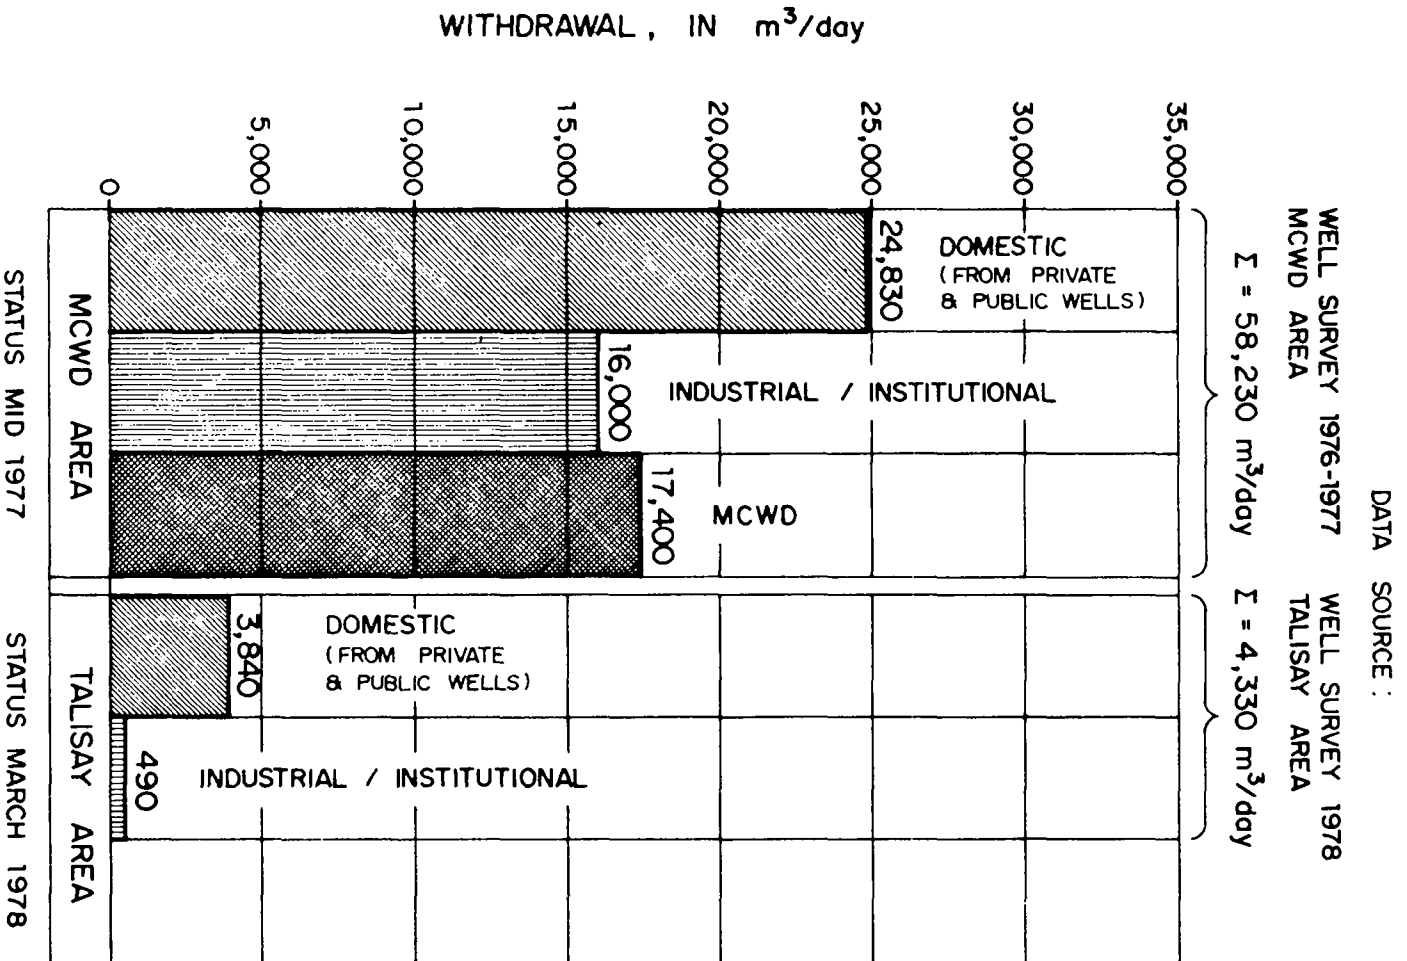 WITHDRAWAL, IN m³/day
0
5,000
10,000
15,000
20,000
25,000
30,000
35,000
DATA SOURCE :
WELL SURVEY 1976-1977
MCWD AREA
Σ = 58,230 m³/day
24,830
DOMESTIC
(FROM PRIVATE
& PUBLIC WELLS)
16,000
INDUSTRIAL / INSTITUTIONAL
17,400
MCWD
MCWD AREA
STATUS MID 1977
WELL SURVEY 1978
TALISAY AREA
Σ = 4,330 m³/day
3,840
DOMESTIC
(FROM PRIVATE
& PUBLIC WELLS)
490
INDUSTRIAL / INSTITUTIONAL
TALISAY AREA
STATUS MARCH 1978